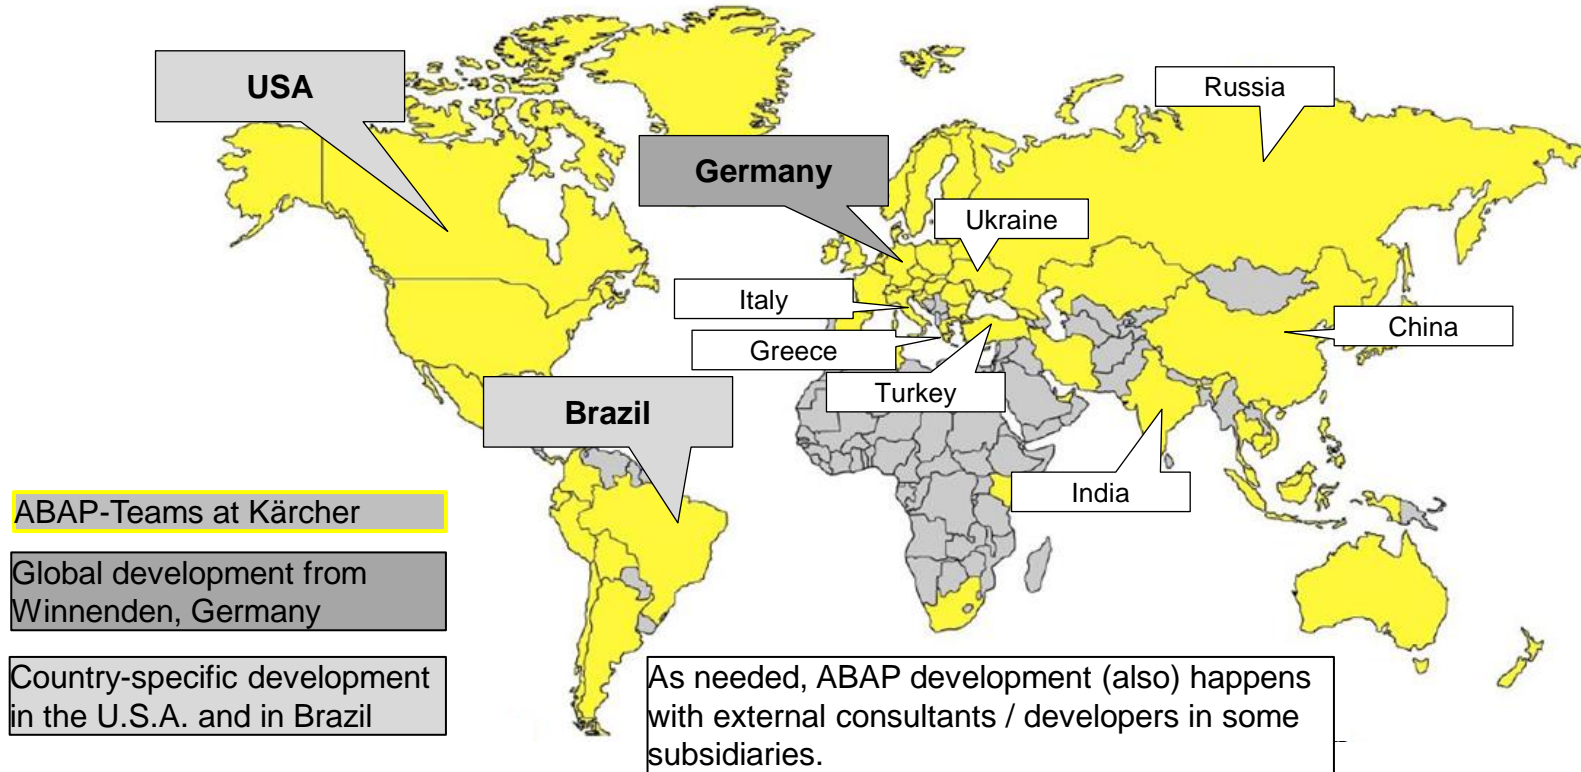 USA
Russia
Germany
Ukraine
Italy
China
Greece
Turkey
Brazil
India
ABAP-Teams at Kärcher
Global development from
Winnenden, Germany
Country-specific development
in the U.S.A. and in Brazil
As needed, ABAP development (also) happens
with external consultants / developers in some
subsidiaries.